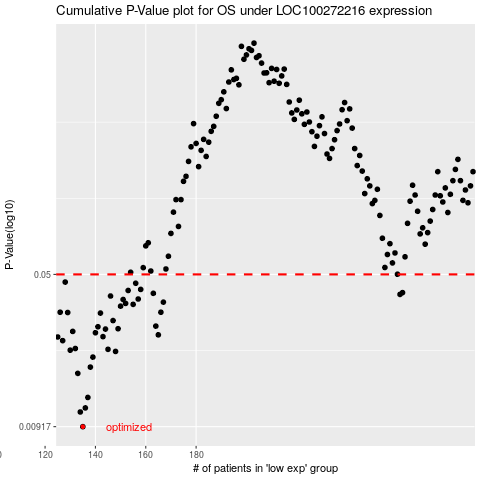 Cumulative P-Value plot for OS under LOC100272216 expression
P-Value(log10)
0.05
0.00917
optimized
0
120
140
160
180
# of patients in 'low exp' group